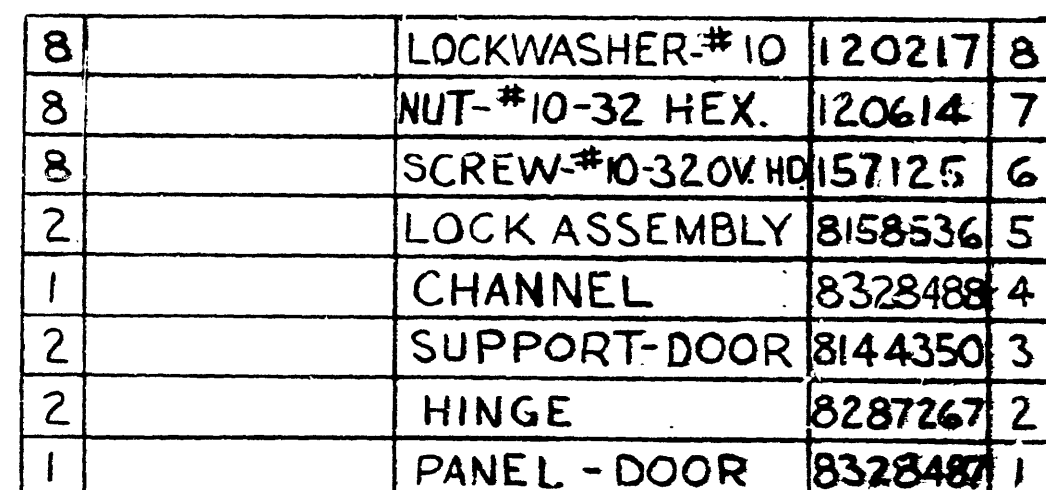 8 LOCKWASHER-#10 120217 8
8 NUT-#10-32 HEX. 120614 7
8 SCREW-#10-32 OV. HD. 157125 6
2 LOCK ASSEMBLY 8158536 5
1 CHANNEL 8328488 4
2 SUPPORT-DOOR 8144350 3
2 HINGE 8287267 2
1 PANEL - DOOR 8328487 1